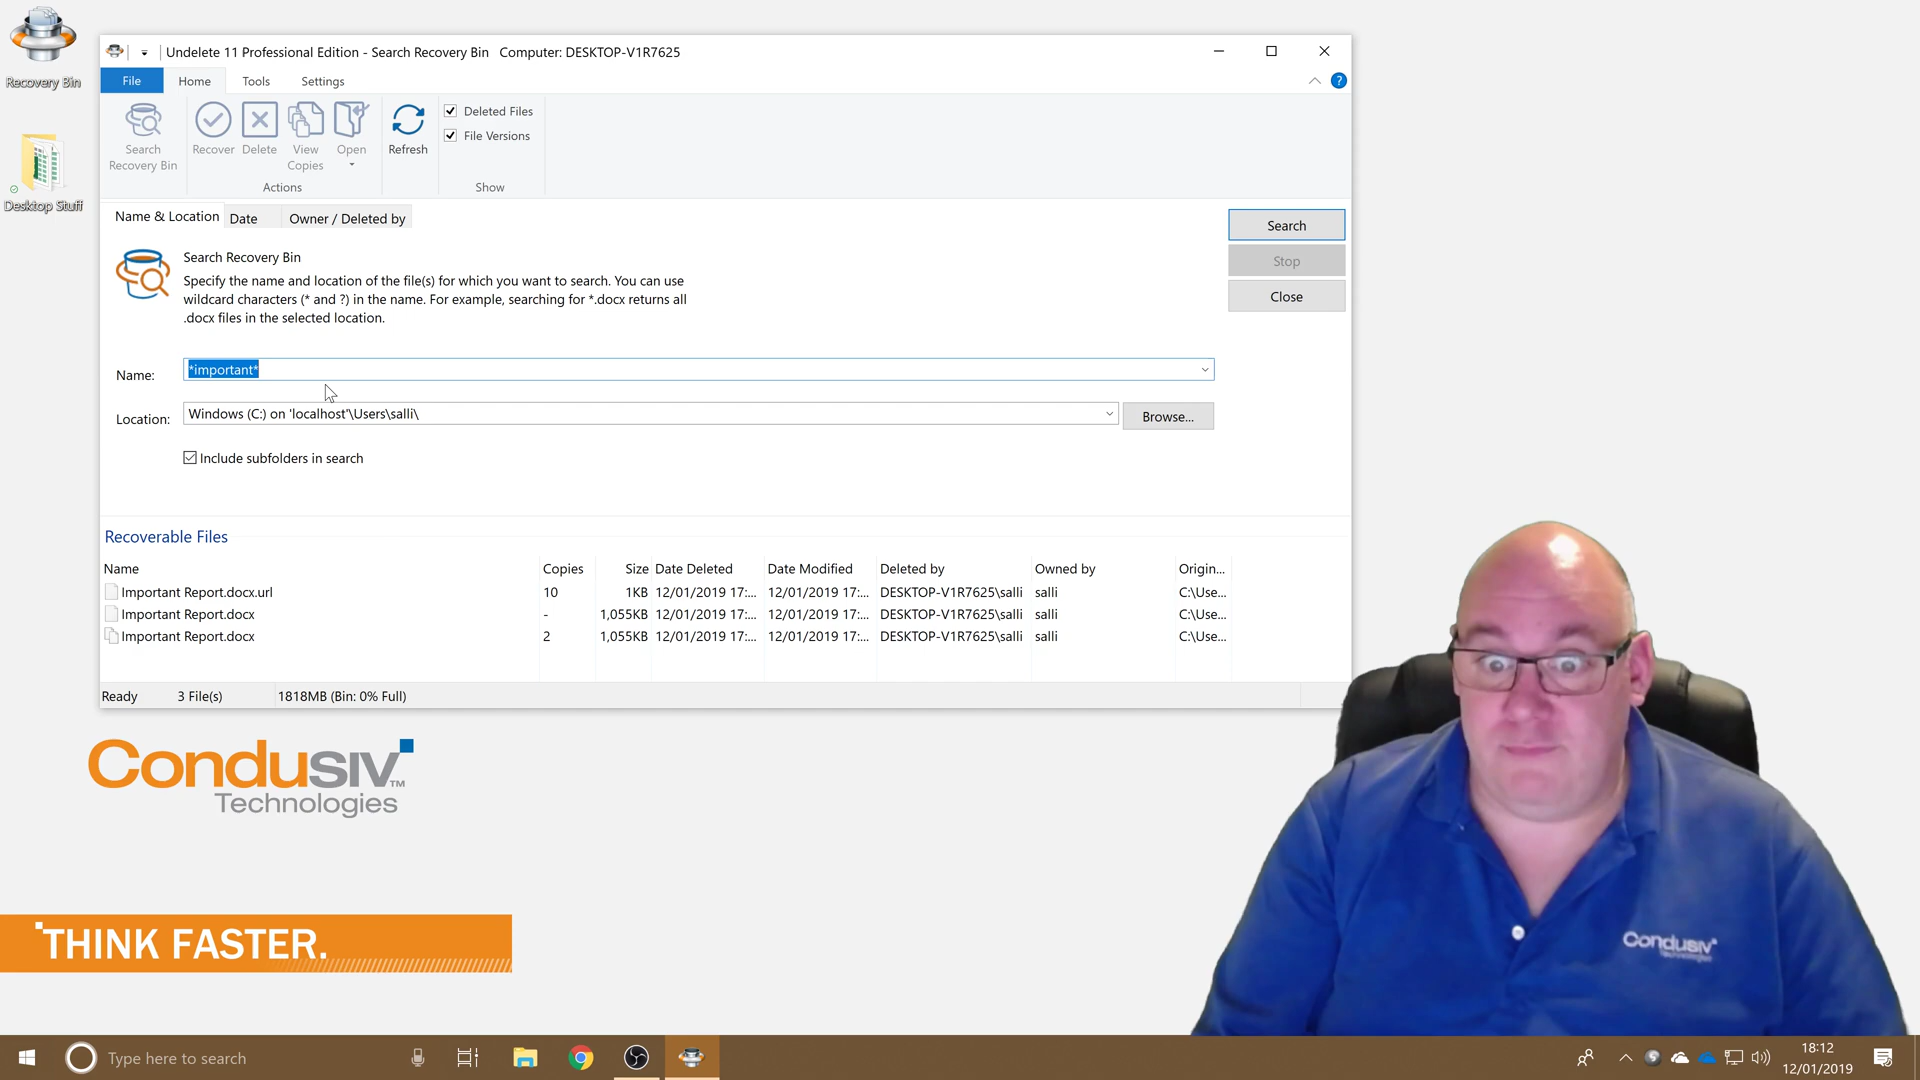 Recovery Bin
Desktop Stuff
Undelete 11 Professional Edition - Search Recovery Bin Computer: DESKTOP-V1R7625
File Home Tools Settings
?
Search Recovery Bin
Recover
Delete
View Copies
Open
Refresh
Deleted Files
File Versions
Actions
Show
Name & Location Date Owner / Deleted by
Search
Stop
Close
Search Recovery Bin
Specify the name and location of the file(s) for which you want to search. You can use
wildcard characters (* and ?) in the name. For example, searching for *.docx returns all
.docx files in the selected location.
Name: *important*
Location: Windows (C:) on 'localhost'\Users\salli\ Browse...
Include subfolders in search
Recoverable Files
Name Copies Size Date Deleted Date Modified Deleted by Owned by Origin...
Important Report.docx.url 10 1KB 12/01/2019 17:... 12/01/2019 17:... DESKTOP-V1R7625\salli salli C:\Use...
Important Report.docx - 1,055KB 12/01/2019 17:... 12/01/2019 17:... DESKTOP-V1R7625\salli salli C:\Use...
Important Report.docx 2 1,055KB 12/01/2019 17:... 12/01/2019 17:... DESKTOP-V1R7625\salli salli C:\Use...
Ready 3 File(s) 1818MB (Bin: 0% Full)
Condusiv™
Technologies
THINK FASTER.
Condusiv
Technologies
Type here to search
18:12
12/01/2019